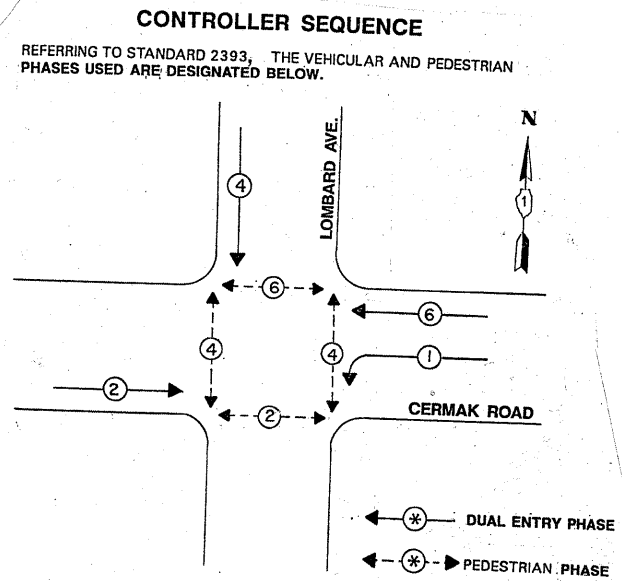 CONTROLLER SEQUENCE
REFERRING TO STANDARD 2393, THE VEHICULAR AND PEDESTRIAN
PHASES USED ARE DESIGNATED BELOW.
N
LOMBARD AVE.
4
1
6
6
4
4
1
2
2
CERMAK ROAD
* DUAL ENTRY PHASE
* PEDESTRIAN PHASE